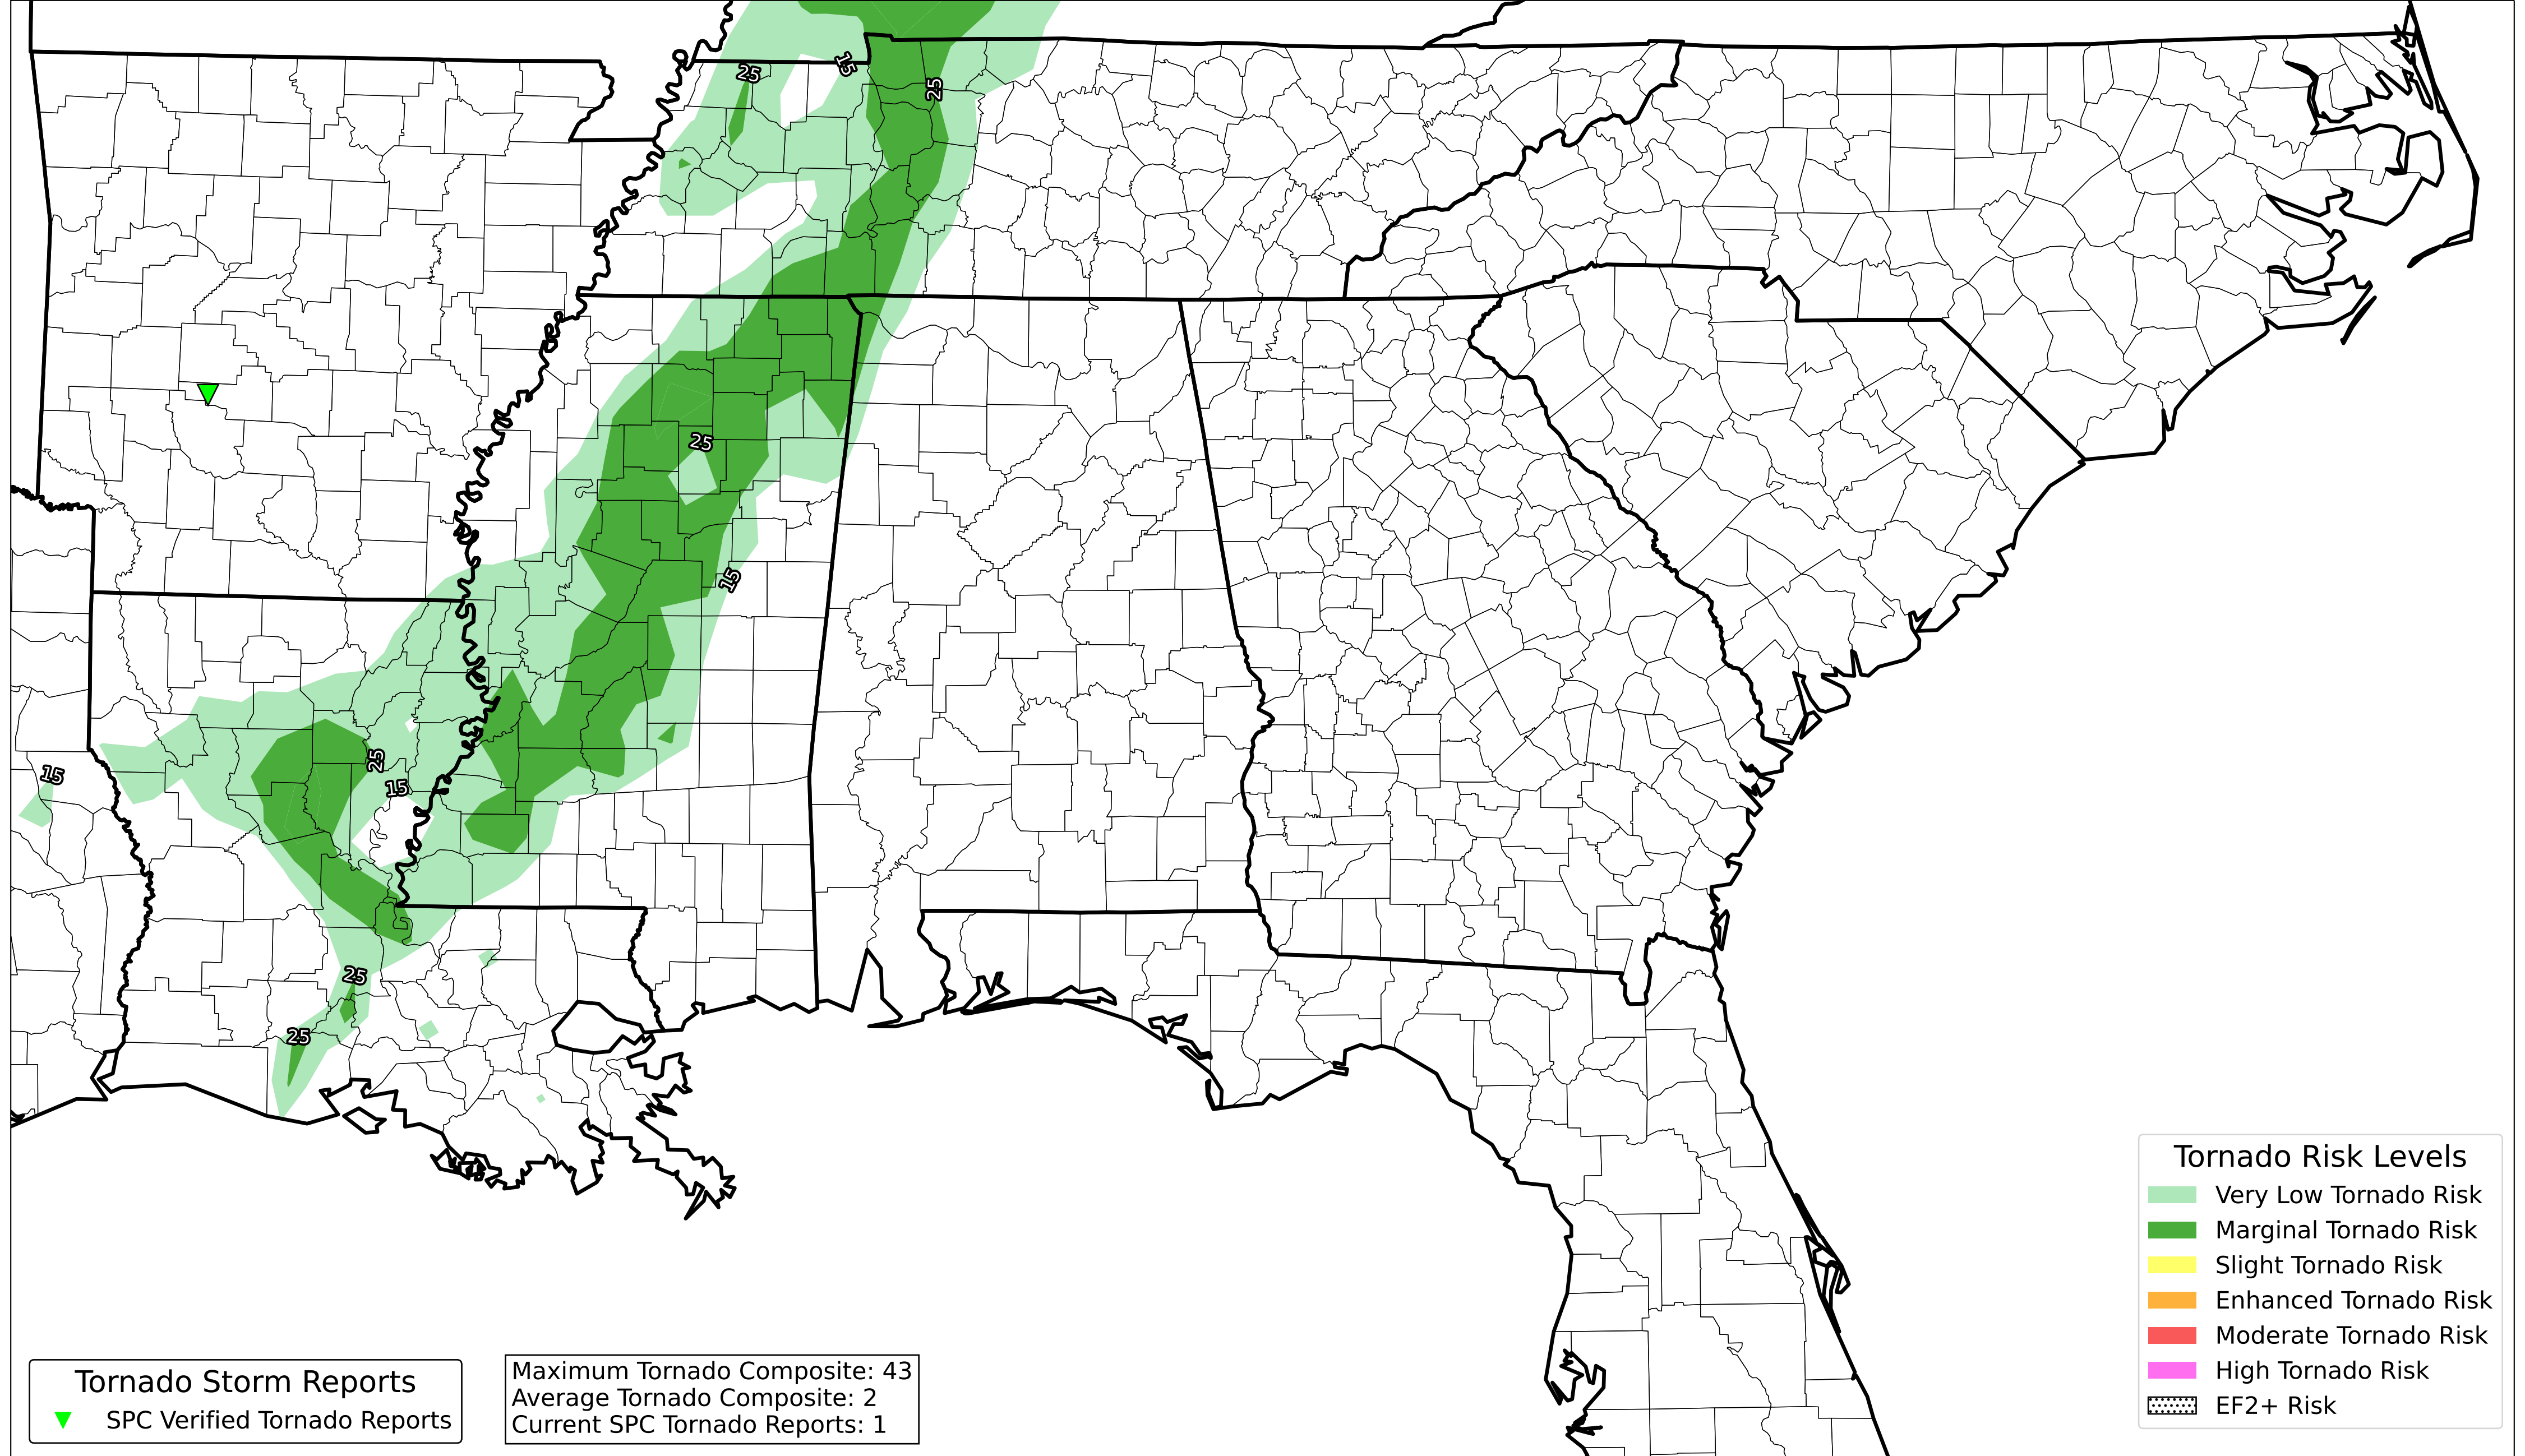 25
15
25
25
15
15
25
15
25
25
Tornado Risk Levels
Very Low Tornado Risk
Marginal Tornado Risk
Slight Tornado Risk
Enhanced Tornado Risk
Moderate Tornado Risk
High Tornado Risk
EF2+ Risk
Tornado Storm Reports
SPC Verified Tornado Reports
Maximum Tornado Composite: 43
Average Tornado Composite: 2
Current SPC Tornado Reports: 1